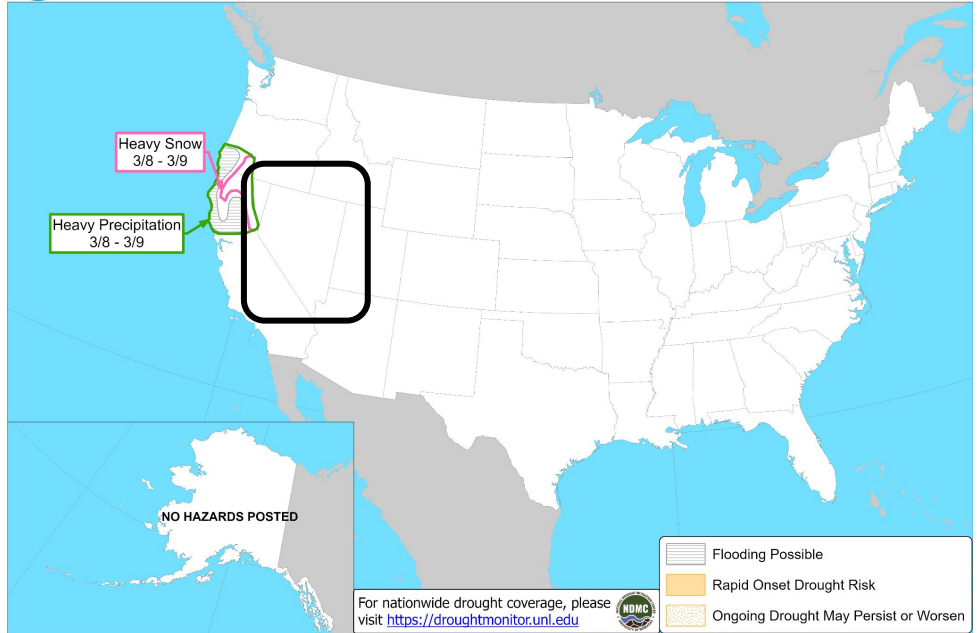 Heavy Snow
3/8 - 3/9
Heavy Precipitation
3/8 - 3/9
NO HAZARDS POSTED
For nationwide drought coverage, please
visit https://droughtmonitor.unl.edu
NDMC
Flooding Possible
Rapid Onset Drought Risk
Ongoing Drought May Persist or Worsen